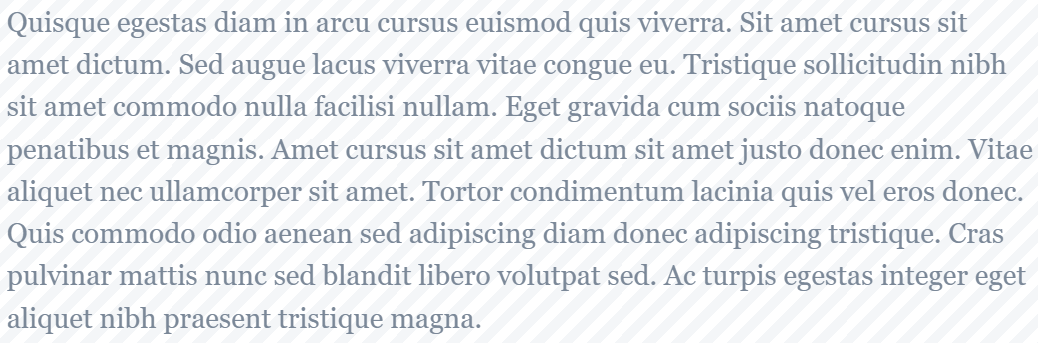 Quisque egestas diam in arcu cursus euismod quis viverra. Sit amet cursus sit
amet dictum. Sed augue lacus viverra vitae congue eu. Tristique sollicitudin nibh
sit amet commodo nulla facilisi nullam. Eget gravida cum sociis natoque
penatibus et magnis. Amet cursus sit amet dictum sit amet justo donec enim. Vitae
aliquet nec ullamcorper sit amet. Tortor condimentum lacinia quis vel eros donec.
Quis commodo odio aenean sed adipiscing diam donec adipiscing tristique. Cras
pulvinar mattis nunc sed blandit libero volutpat sed. Ac turpis egestas integer eget
aliquet nibh praesent tristique magna.